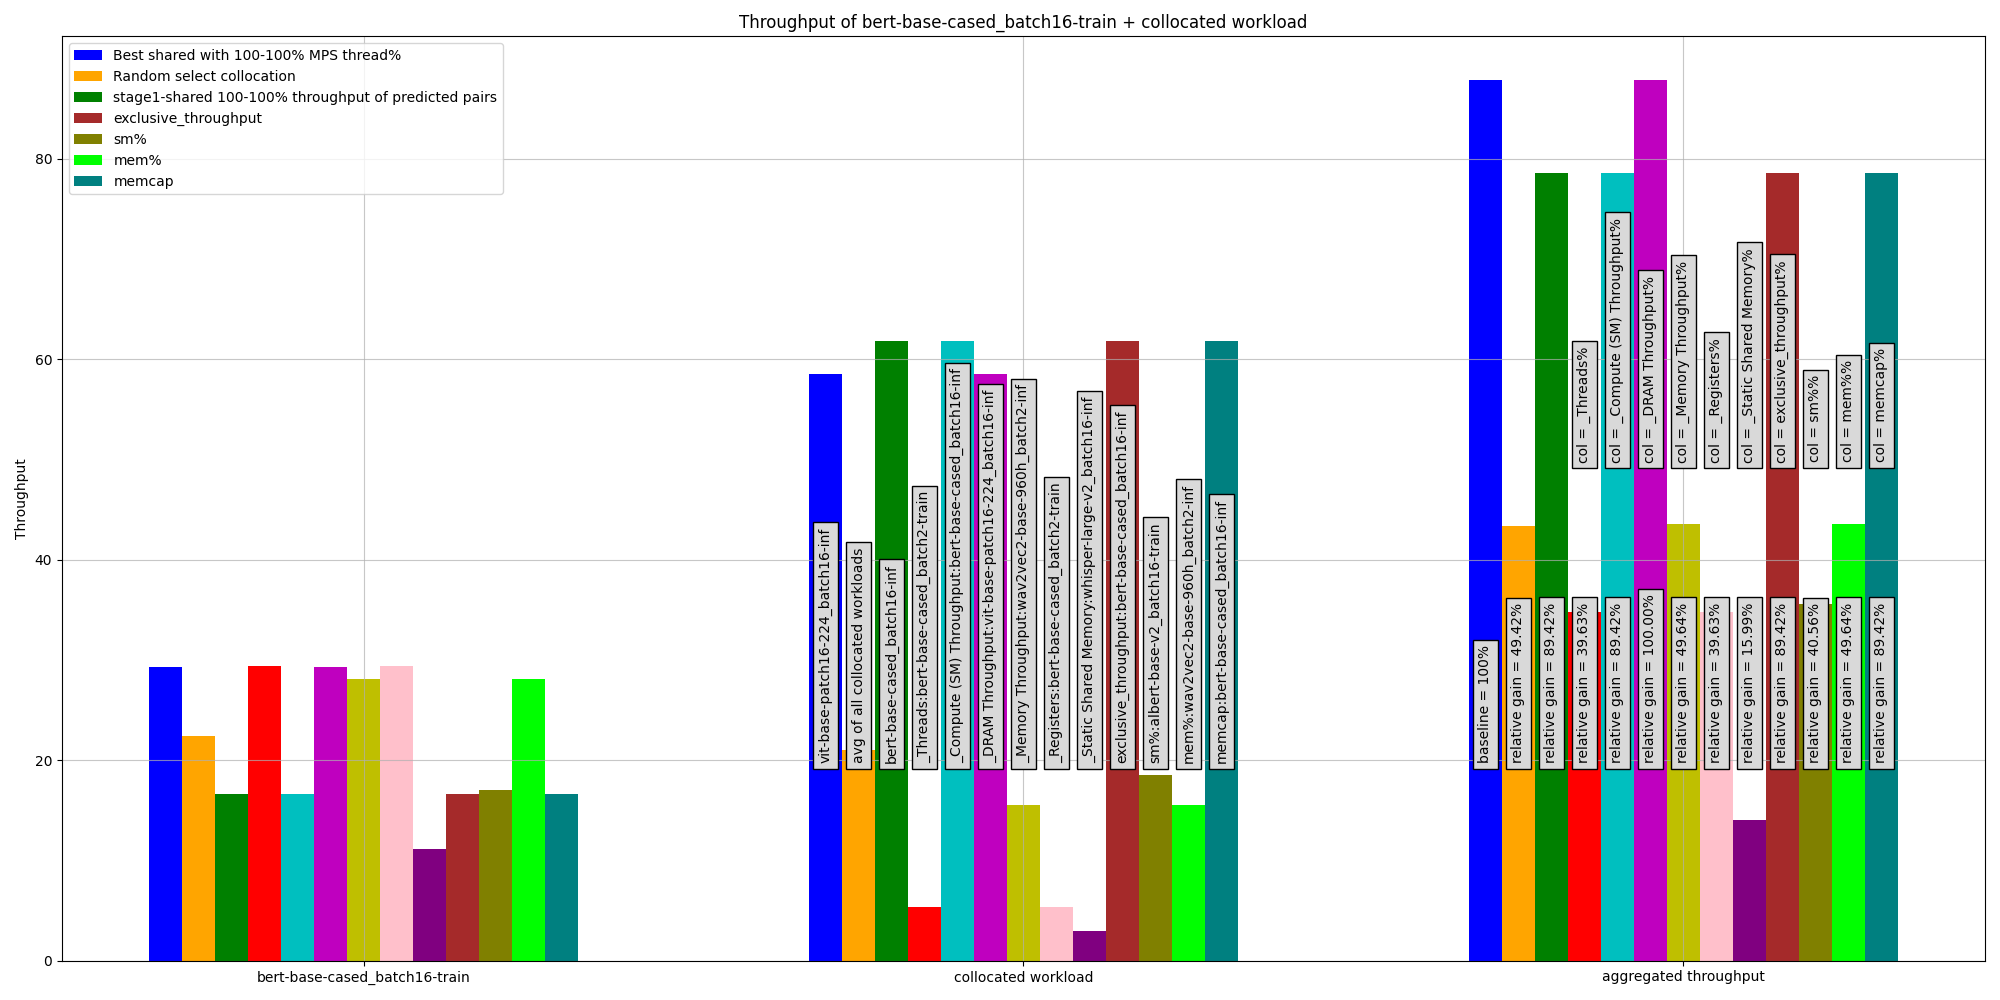 Throughput of bert-base-cased_batch16-train + collocated workload
Best shared with 100-100% MPS thread%
Random select collocation
stage1-shared 100-100% throughput of predicted pairs
exclusive_throughput
sm%
mem%
memcap
Throughput
80
60
40
20
0
vit-base-patch16-224_batch16-inf
avg of all collocated workloads
bert-base-cased_batch16-inf
_Threads:bert-base-cased_batch2-train
_Compute (SM) Throughput:bert-base-cased_batch16-inf
_DRAM Throughput:vit-base-patch16-224_batch16-inf
_Memory Throughput:wav2vec2-base-960h_batch2-inf
_Registers:bert-base-cased_batch2-train
_Static Shared Memory:whisper-large-v2_batch16-inf
exclusive_throughput:bert-base-cased_batch16-inf
sm%:albert-base-v2_batch16-train
mem%:wav2vec2-base-960h_batch2-inf
memcap:bert-base-cased_batch16-inf
col = _Threads%
col = _Compute (SM) Throughput%
col = _DRAM Throughput%
col = _Memory Throughput%
col = _Registers%
col = _Static Shared Memory%
col = exclusive_throughput%
col = sm%%
col = mem%%
col = memcap%
baseline = 100%
relative gain = 49.42%
relative gain = 89.42%
relative gain = 39.63%
relative gain = 89.42%
relative gain = 100.00%
relative gain = 49.64%
relative gain = 39.63%
relative gain = 15.99%
relative gain = 89.42%
relative gain = 40.56%
relative gain = 49.64%
relative gain = 89.42%
bert-base-cased_batch16-train
collocated workload
aggregated throughput